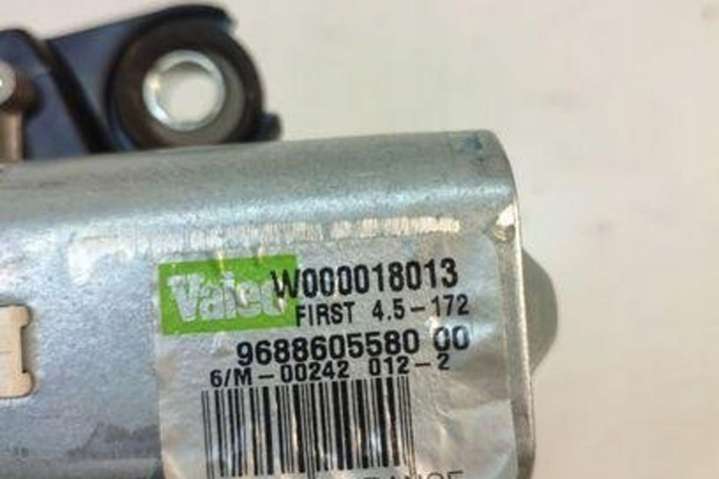 Valeo W000018013
FIRST 4.5-172
9688605580 00
6/M-00242 012-2